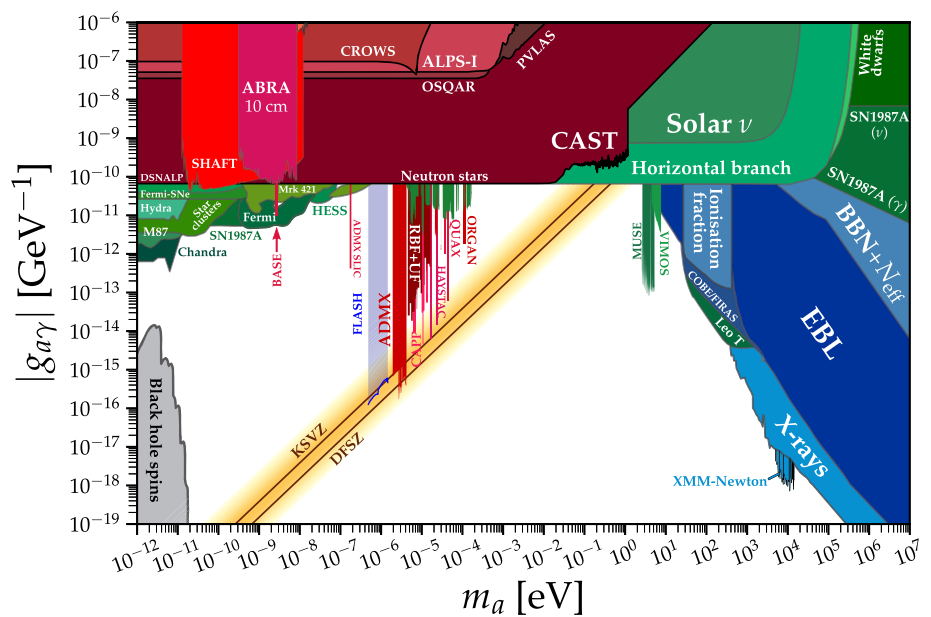 10⁻⁶
10⁻⁷
10⁻⁸
10⁻⁹
10⁻¹⁰
10⁻¹¹
10⁻¹²
10⁻¹³
10⁻¹⁴
10⁻¹⁵
10⁻¹⁶
10⁻¹⁷
10⁻¹⁸
10⁻¹⁹
|g_{aγ}| [GeV⁻¹]
CROWS
ALPS-I
PVLAS
OSQAR
ABRA
10 cm
SHAFT
CAST
Solar ν
Horizontal branch
White
dwarfs
SN1987A
(ν)
SN1987A (γ)
DSNALP
Fermi-SNe
Hydra
M87
Chandra
Star
clusters
SN1987A
Fermi
Mrk 421
HESS
BASE
Neutron stars
ADMX SLIC
FLASH
ADMX
RBF+UF
CAPP
HAYSTAC
QUAX
ORGAN
MUSE
VIMOS
Ionisation
fraction
COBE/FIRAS
Leo T
BBN+N_{eff}
EBL
X-rays
XMM-Newton
Black hole spins
KSVZ
DFSZ
10⁻¹²
10⁻¹¹
10⁻¹⁰
10⁻⁹
10⁻⁸
10⁻⁷
10⁻⁶
10⁻⁵
10⁻⁴
10⁻³
10⁻²
10⁻¹
10⁰
10¹
10²
10³
10⁴
10⁵
10⁶
10⁷
m_a [eV]